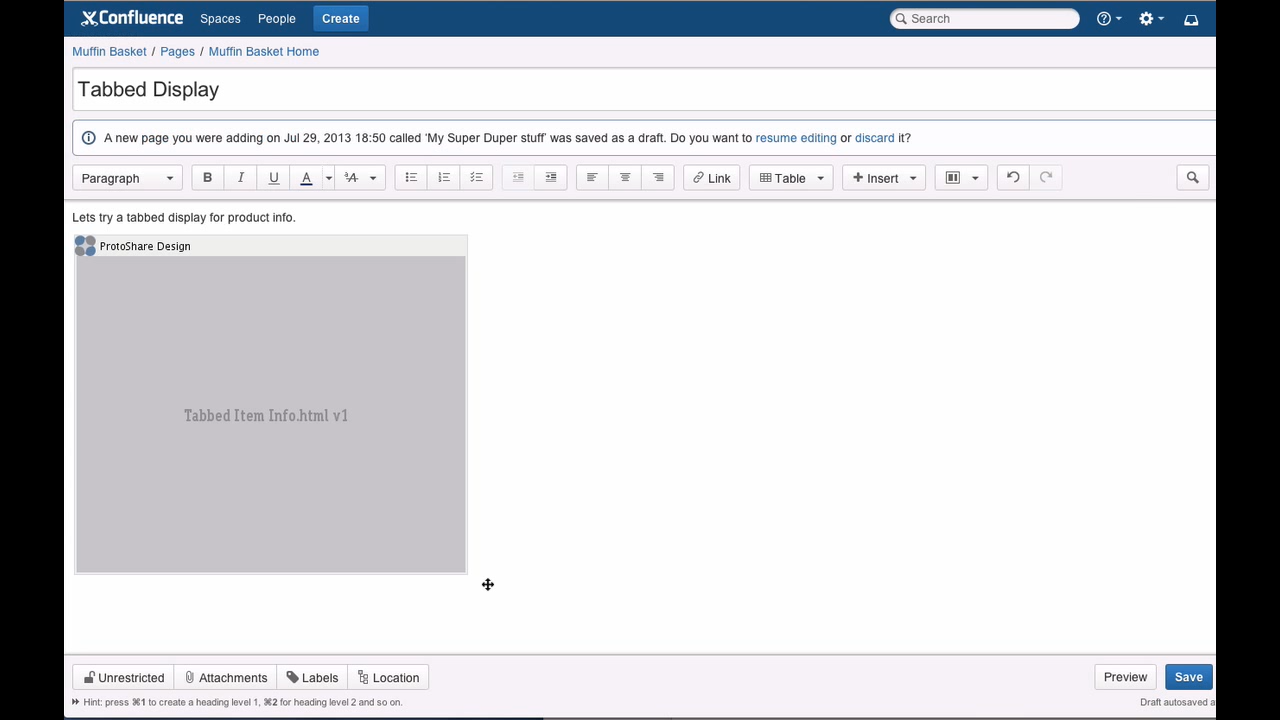 Confluence Spaces People Create Search
Muffin Basket / Pages / Muffin Basket Home
Tabbed Display
A new page you were adding on Jul 29, 2013 18:50 called 'My Super Duper stuff' was saved as a draft. Do you want to resume editing or discard it?
Paragraph B I U A A Link Table Insert
Lets try a tabbed display for product info.
ProtoShare Design
Tabbed Item Info.html v1
Unrestricted Attachments Labels Location Preview Save
Hint: press ⌘1 to create a heading level 1, ⌘2 for heading level 2 and so on. Draft autosaved a